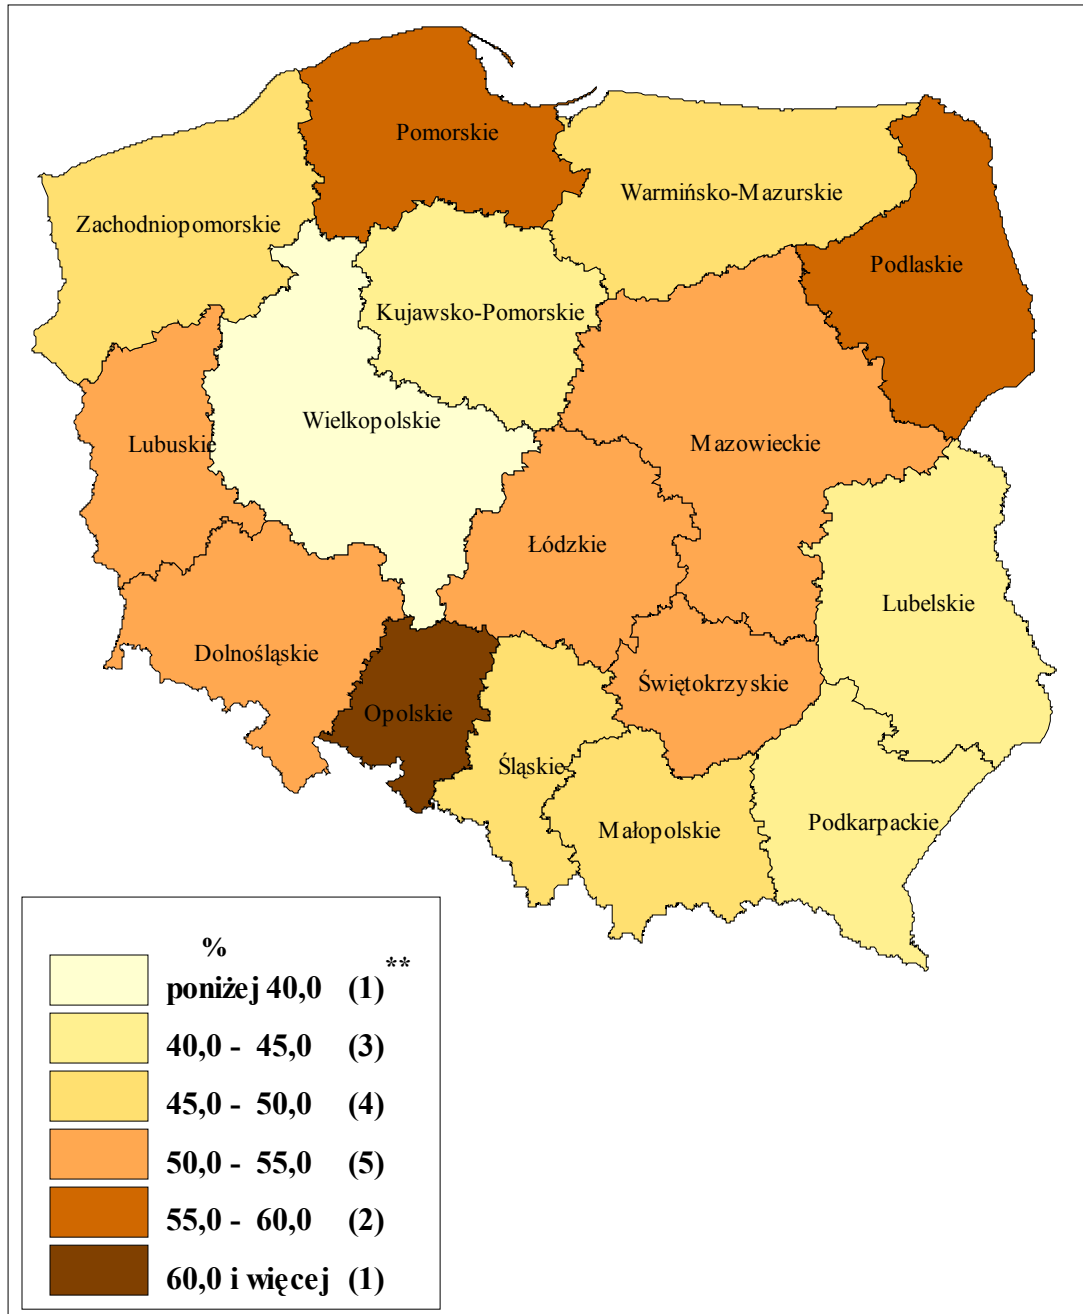 Pomorskie
Warmińsko-Mazurskie
Zachodniopomorskie
Podlaskie
Kujawsko-Pomorskie
Wielkopolskie
Lubuskie
Mazowieckie
Łódzkie
Lubelskie
Dolnośląskie
Świętokrzyskie
Opolskie
Śląskie
Małopolskie
Podkarpackie
%
poniżej 40,0 (1)**
40,0 - 45,0 (3)
45,0 - 50,0 (4)
50,0 - 55,0 (5)
55,0 - 60,0 (2)
60,0 i więcej (1)